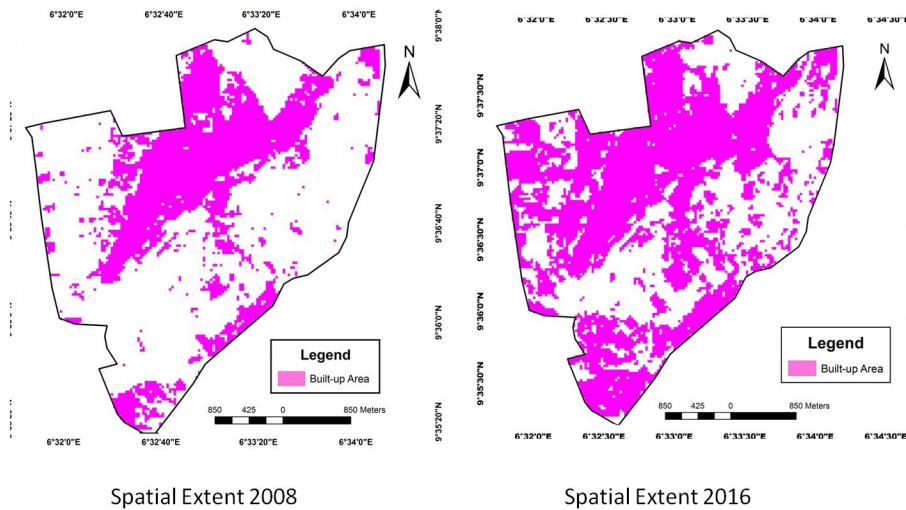 6°32'0"E 6°32'40"E 6°33'20"E 6°34'0"E
N
9°38'0"N
9°37'20"N
9°36'40"N
9°36'0"N
9°35'20"N
Legend
Built-up Area
850 425 0 850 Meters
6°32'0"E 6°32'40"E 6°33'20"E 6°34'0"E
Spatial Extent 2008
6°32'0"E 6°32'30"E 6°33'0"E 6°33'30"E 6°34'0"E 6°34'30"E
N
9°37'30"N
9°37'0"N
9°36'30"N
9°36'0"N
9°35'30"N
Legend
Built-up Area
850 425 0 850 Meters
6°32'0"E 6°32'30"E 6°33'0"E 6°33'30"E 6°34'0"E 6°34'30"E
Spatial Extent 2016